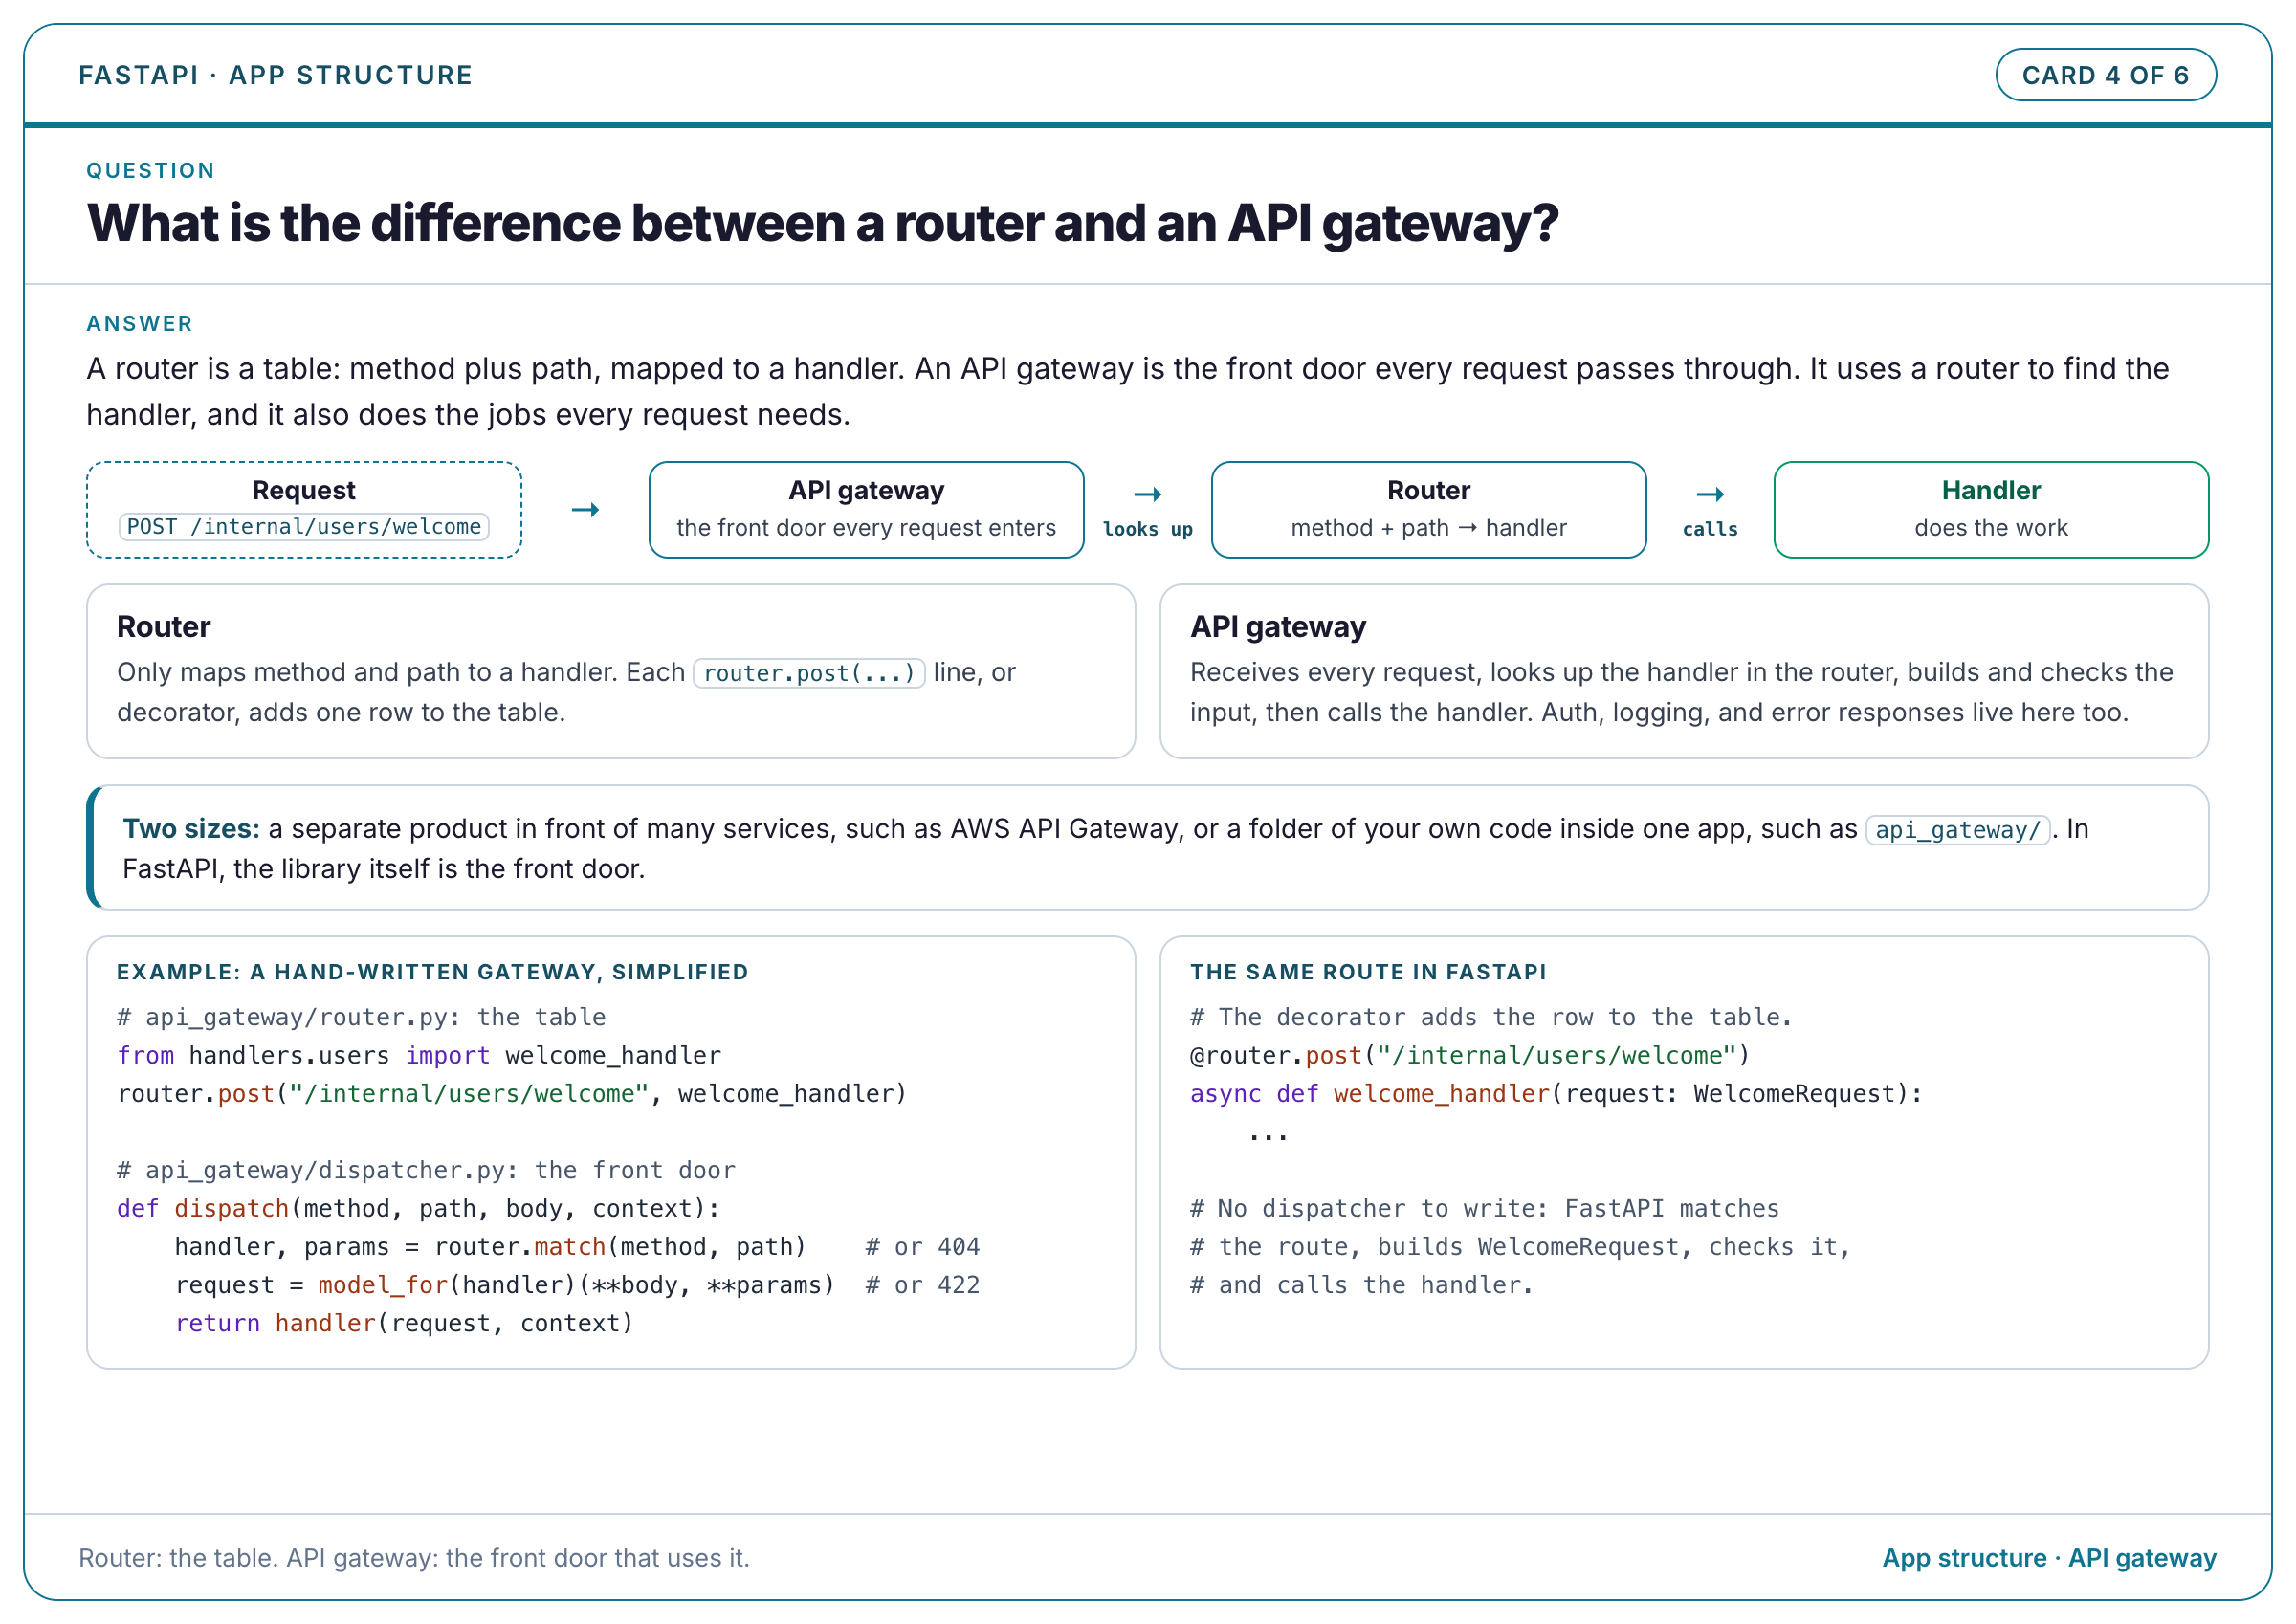 FASTAPI · APP STRUCTURE
CARD 4 OF 6
QUESTION
What is the difference between a router and an API gateway?
ANSWER
A router is a table: method plus path, mapped to a handler. An API gateway is the front door every request passes through. It uses a router to find the
handler, and it also does the jobs every request needs.
Request
POST /internal/users/welcome
→
API gateway
the front door every request enters
→
looks up
Router
method + path → handler
→
calls
Handler
does the work
Router
Only maps method and path to a handler. Each router.post(...) line, or
decorator, adds one row to the table.
API gateway
Receives every request, looks up the handler in the router, builds and checks the
input, then calls the handler. Auth, logging, and error responses live here too.
Two sizes: a separate product in front of many services, such as AWS API Gateway, or a folder of your own code inside one app, such as api_gateway/. In
FastAPI, the library itself is the front door.
EXAMPLE: A HAND-WRITTEN GATEWAY, SIMPLIFIED
# api_gateway/router.py: the table
from handlers.users import welcome_handler
router.post("/internal/users/welcome", welcome_handler)

# api_gateway/dispatcher.py: the front door
def dispatch(method, path, body, context):
    handler, params = router.match(method, path)    # or 404
    request = model_for(handler)(**body, **params)  # or 422
    return handler(request, context)
THE SAME ROUTE IN FASTAPI
# The decorator adds the row to the table.
@router.post("/internal/users/welcome")
async def welcome_handler(request: WelcomeRequest):
    ...

# No dispatcher to write: FastAPI matches
# the route, builds WelcomeRequest, checks it,
# and calls the handler.
Router: the table. API gateway: the front door that uses it.
App structure · API gateway